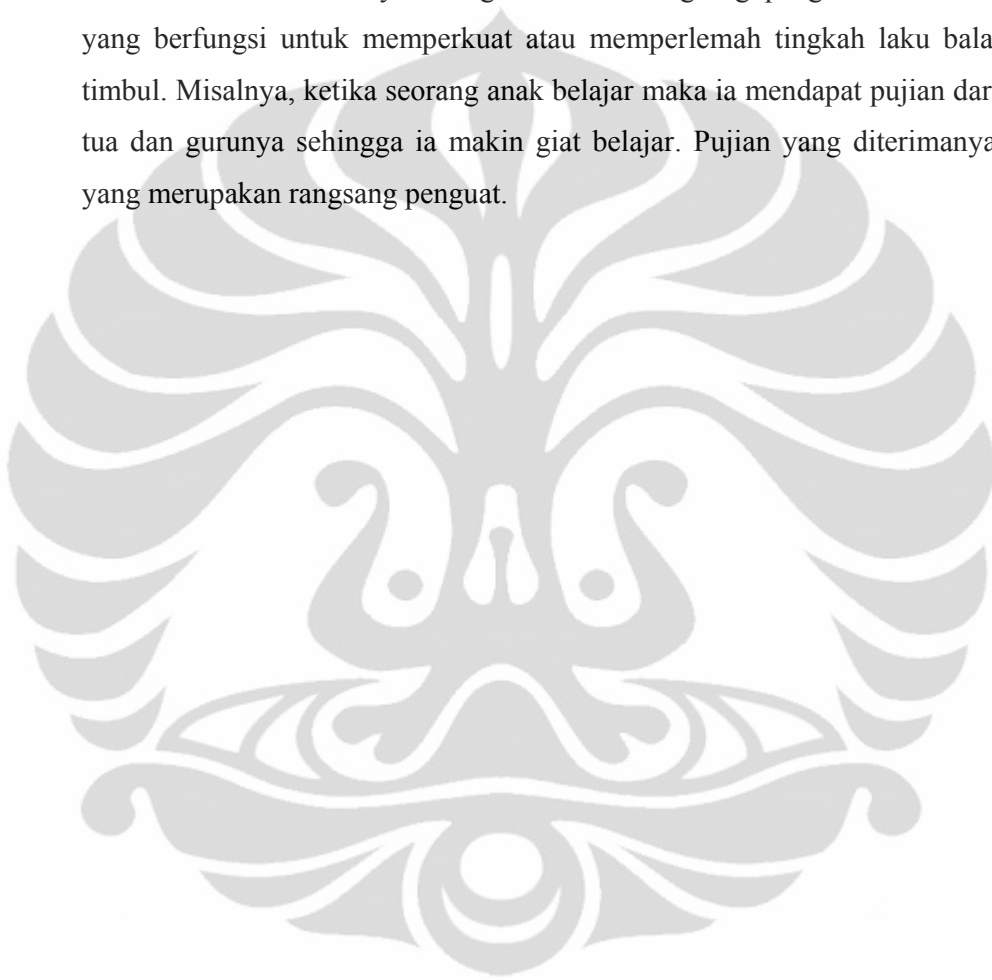 yang berfungsi untuk memperkuat atau memperlemah tingkah laku bala
timbul. Misalnya, ketika seorang anak belajar maka ia mendapat pujian dar
tua dan gurunya sehingga ia makin giat belajar. Pujian yang diterimanya
yang merupakan rangsang penguat.